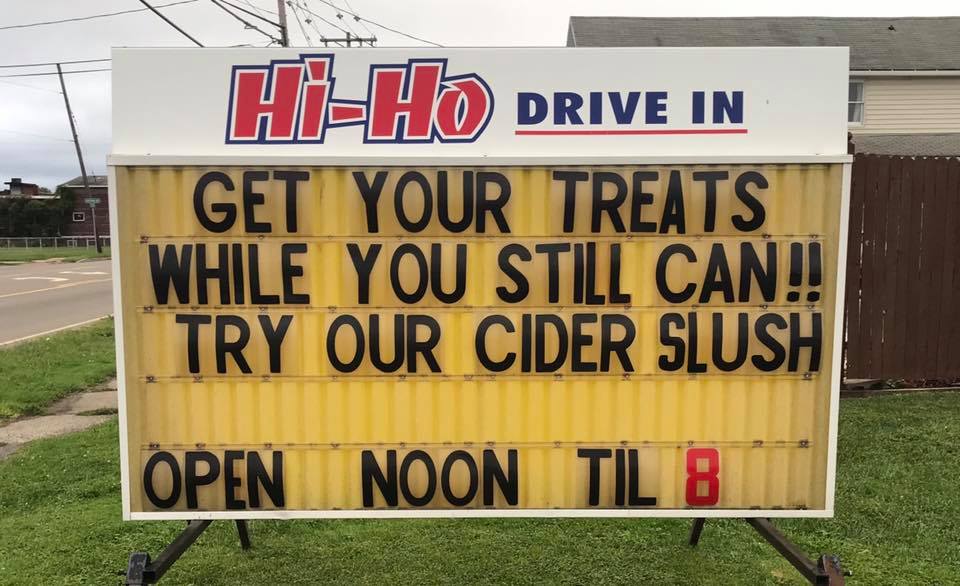 Hi-Ho DRIVE IN
GET YOUR TREATS
WHILE YOU STILL CAN!!
TRY OUR CIDER SLUSH
OPEN NOON TIL 8